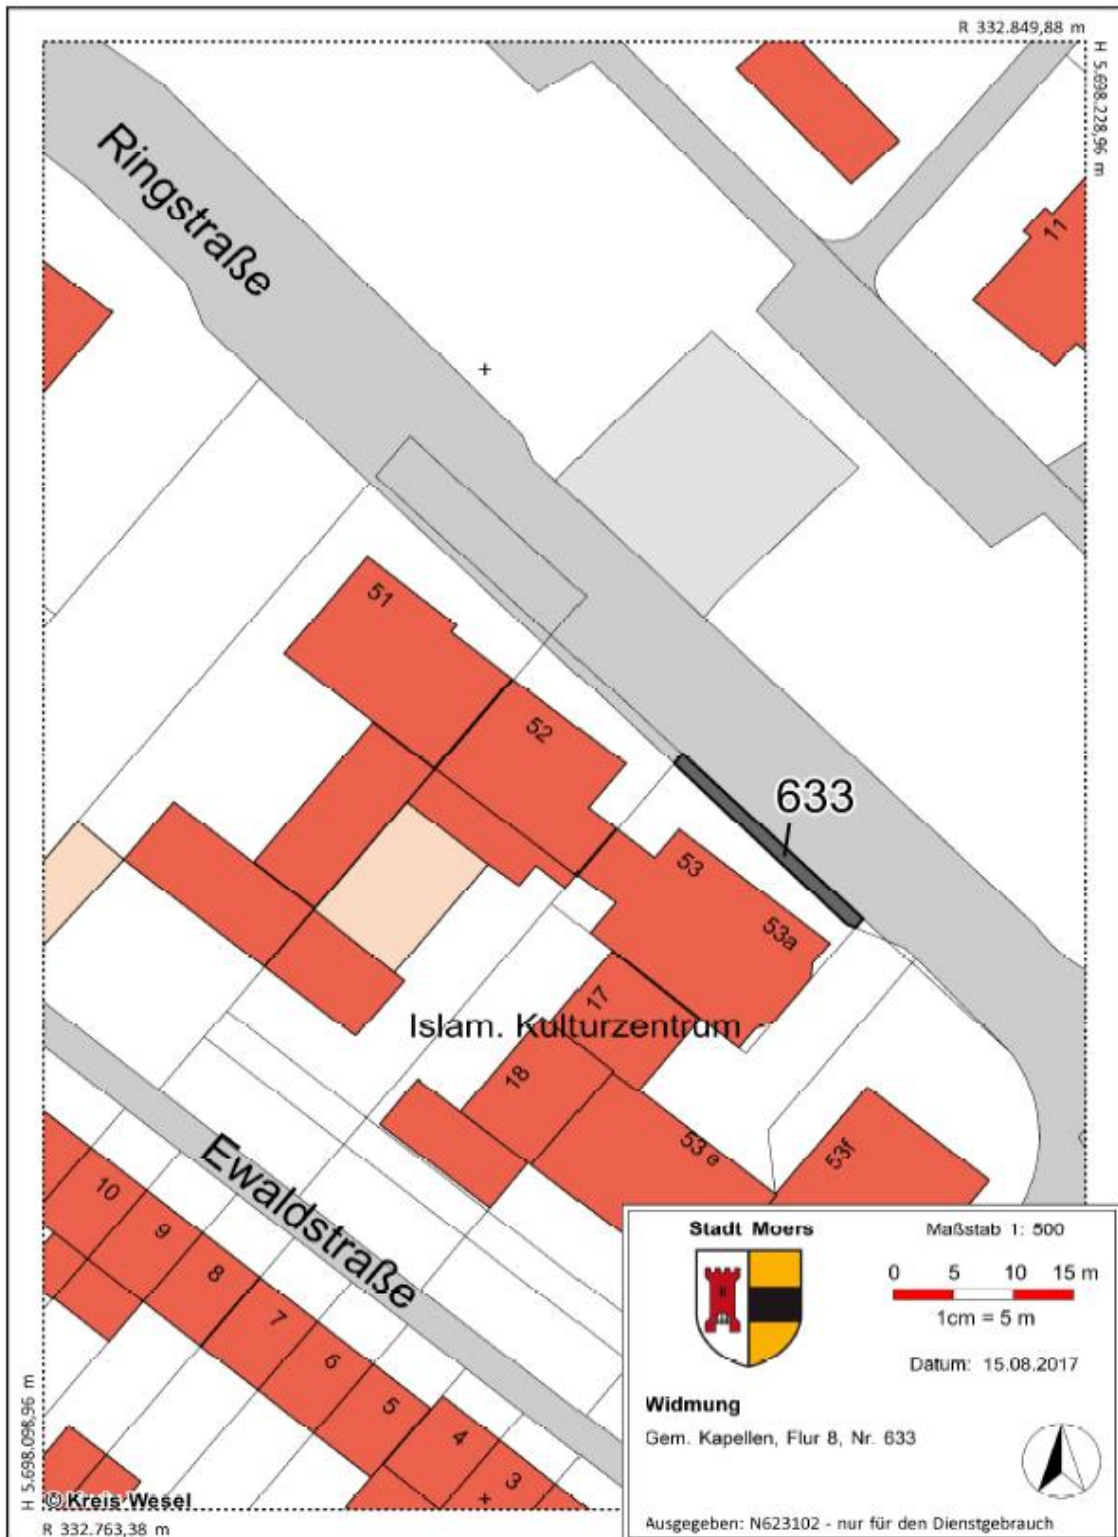 R 332.849,88 m
H 5.698.228,96 m
Ringstraße
11
51
52
633
53
53a
17
Islam. Kulturzentrum
18
53 e
53f
Ewaldstraße
10
9
8
7
6
5
4
3
Stadt Moers
Maßstab 1: 500
0 5 10 15 m
1cm = 5 m
Datum: 15.08.2017
Widmung
Gem. Kapellen, Flur 8, Nr. 633
Ausgegeben: N623102 - nur für den Dienstgebrauch
H 5.698.098,96 m
© Kreis Wesel
R 332.763,38 m